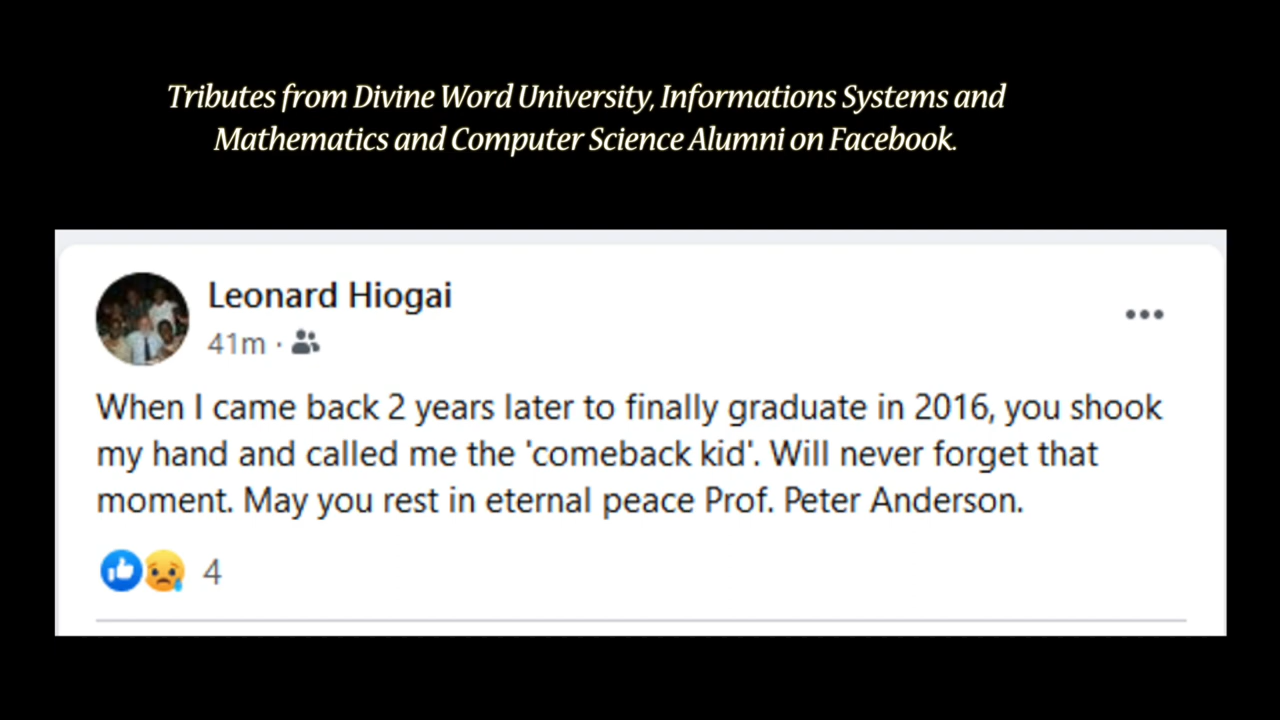 Tributes from Divine Word University, Informations Systems and
Mathematics and Computer Science Alumni on Facebook.
Leonard Hiogai
41m ·
When I came back 2 years later to finally graduate in 2016, you shook
my hand and called me the 'comeback kid'. Will never forget that
moment. May you rest in eternal peace Prof. Peter Anderson.
4